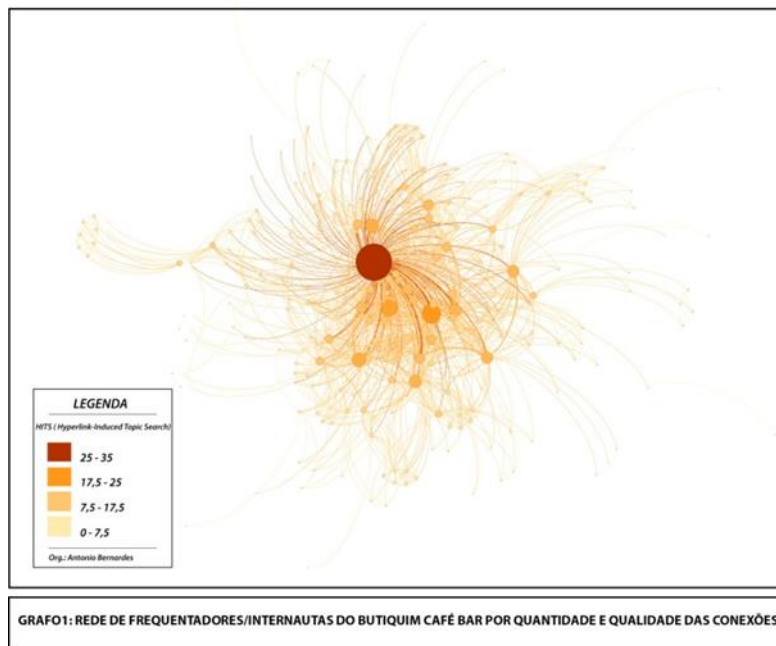 LEGENDA
HITS ( Hyperlink-Induced Topic Search)
25 - 35
17,5 - 25
7,5 - 17,5
0 - 7,5
Org.: Antonio Bernardes
GRAFO1: REDE DE FREQUENTADORES/INTERNAUTAS DO BUTIQUIM CAFÉ BAR POR QUANTIDADE E QUALIDADE DAS CONEXÕES